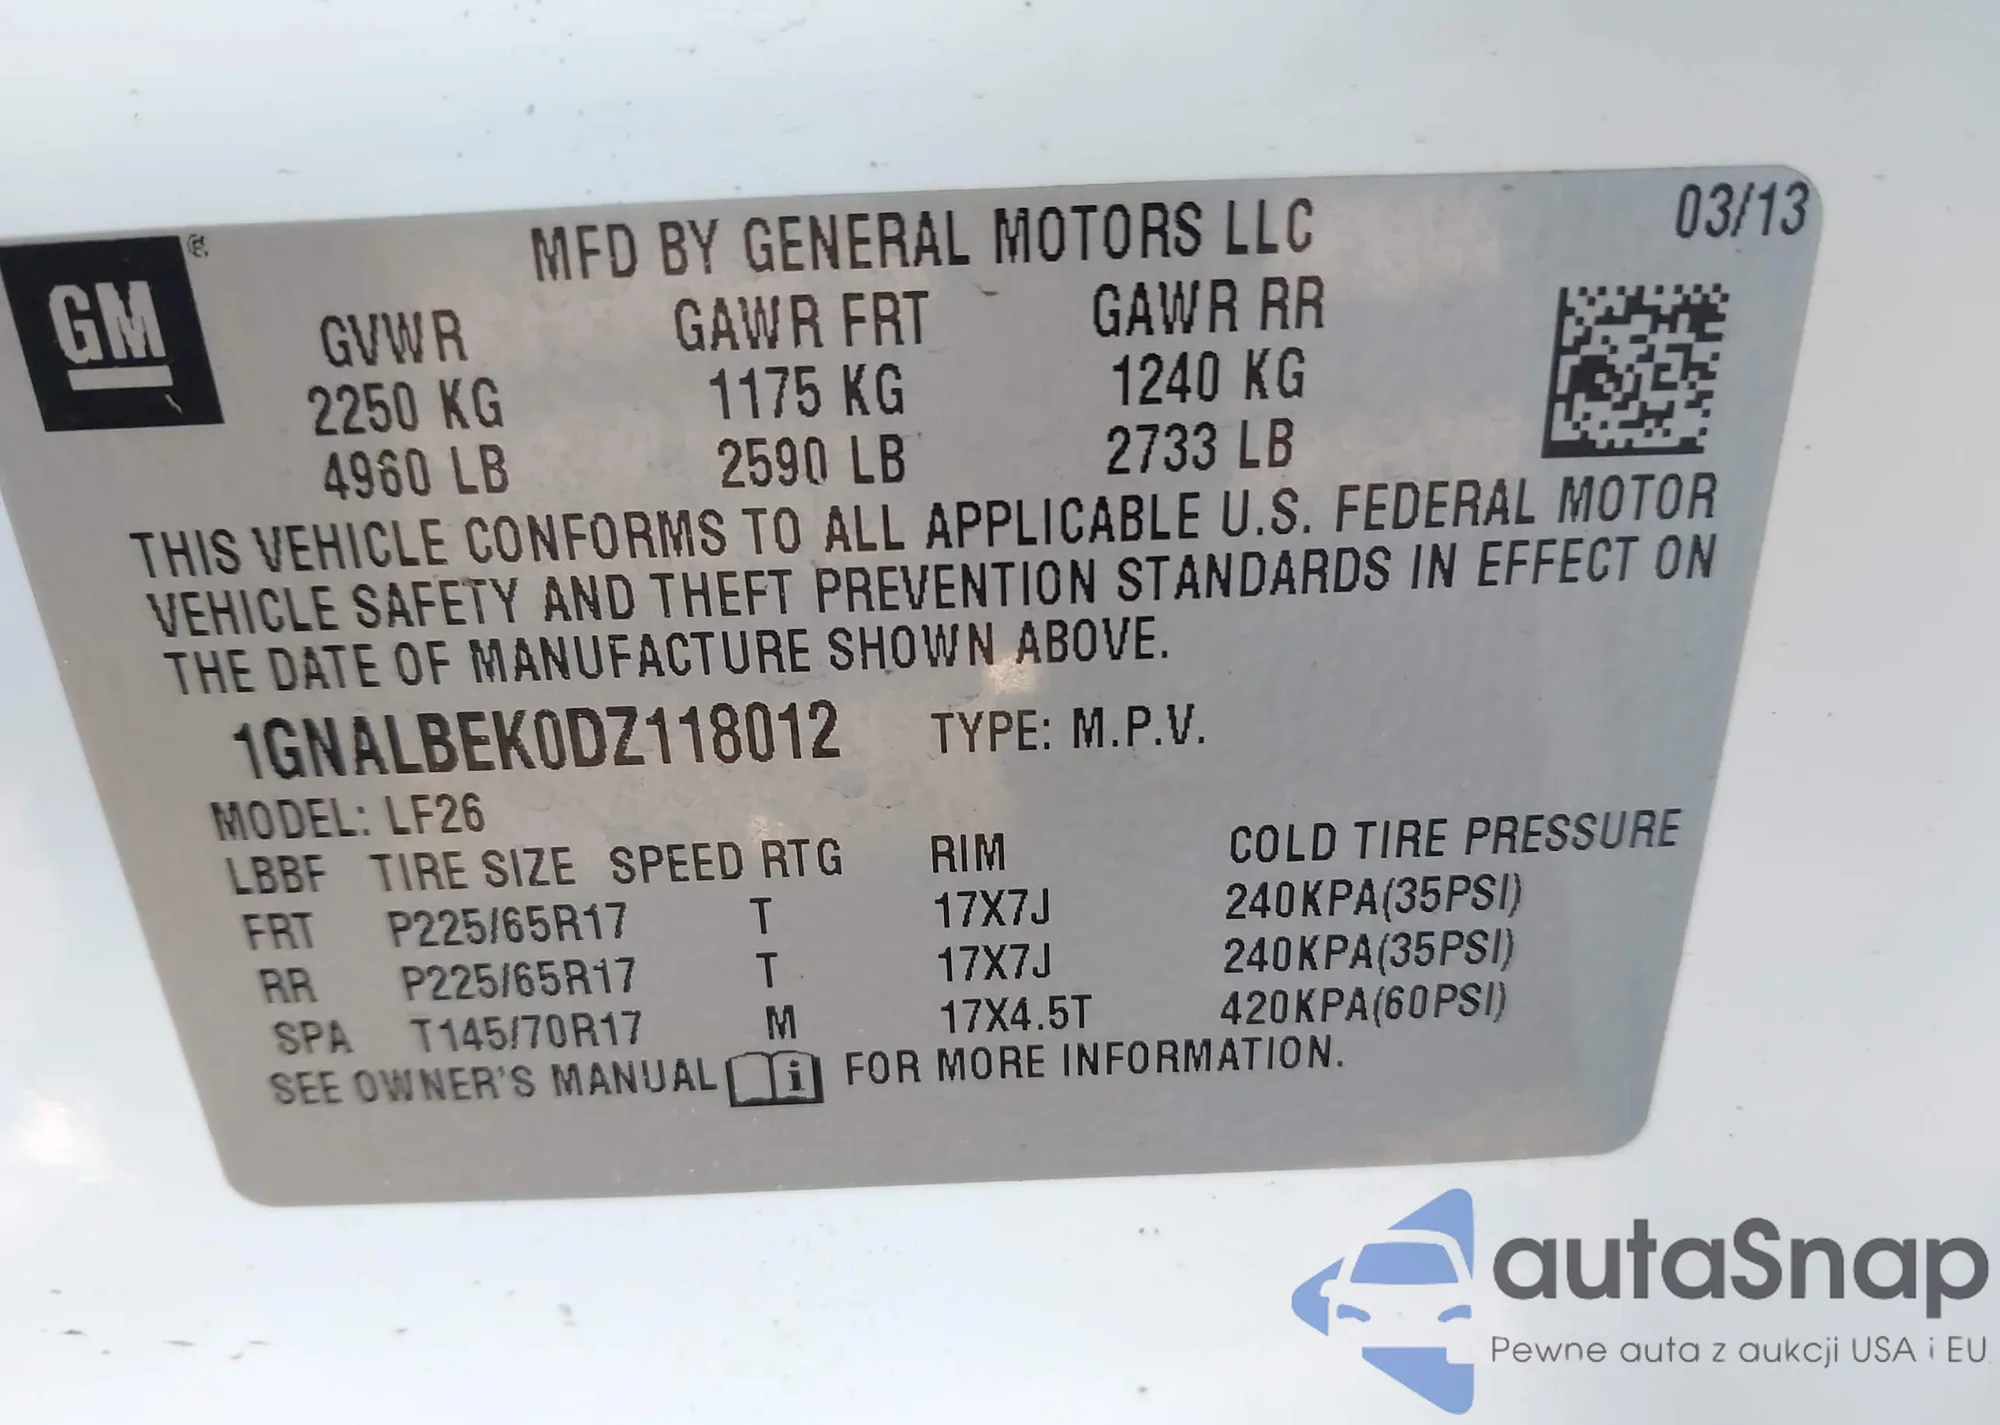 03/13
GM ®
MFD BY GENERAL MOTORS LLC
GVWR GAWR FRT GAWR RR
2250 KG 1175 KG 1240 KG
4960 LB 2590 LB 2733 LB
THIS VEHICLE CONFORMS TO ALL APPLICABLE U.S. FEDERAL MOTOR
VEHICLE SAFETY AND THEFT PREVENTION STANDARDS IN EFFECT ON
THE DATE OF MANUFACTURE SHOWN ABOVE.
1GNALBEK0DZ118012 TYPE: M.P.V.
MODEL: LF26
LBBF TIRE SIZE SPEED RTG RIM COLD TIRE PRESSURE
FRT P225/65R17 T 17X7J 240KPA(35PSI)
RR P225/65R17 T 17X7J 240KPA(35PSI)
SPA T145/70R17 M 17X4.5T 420KPA(60PSI)
SEE OWNER'S MANUAL i FOR MORE INFORMATION.
autaSnap
Pewne auta z aukcji USA i EU